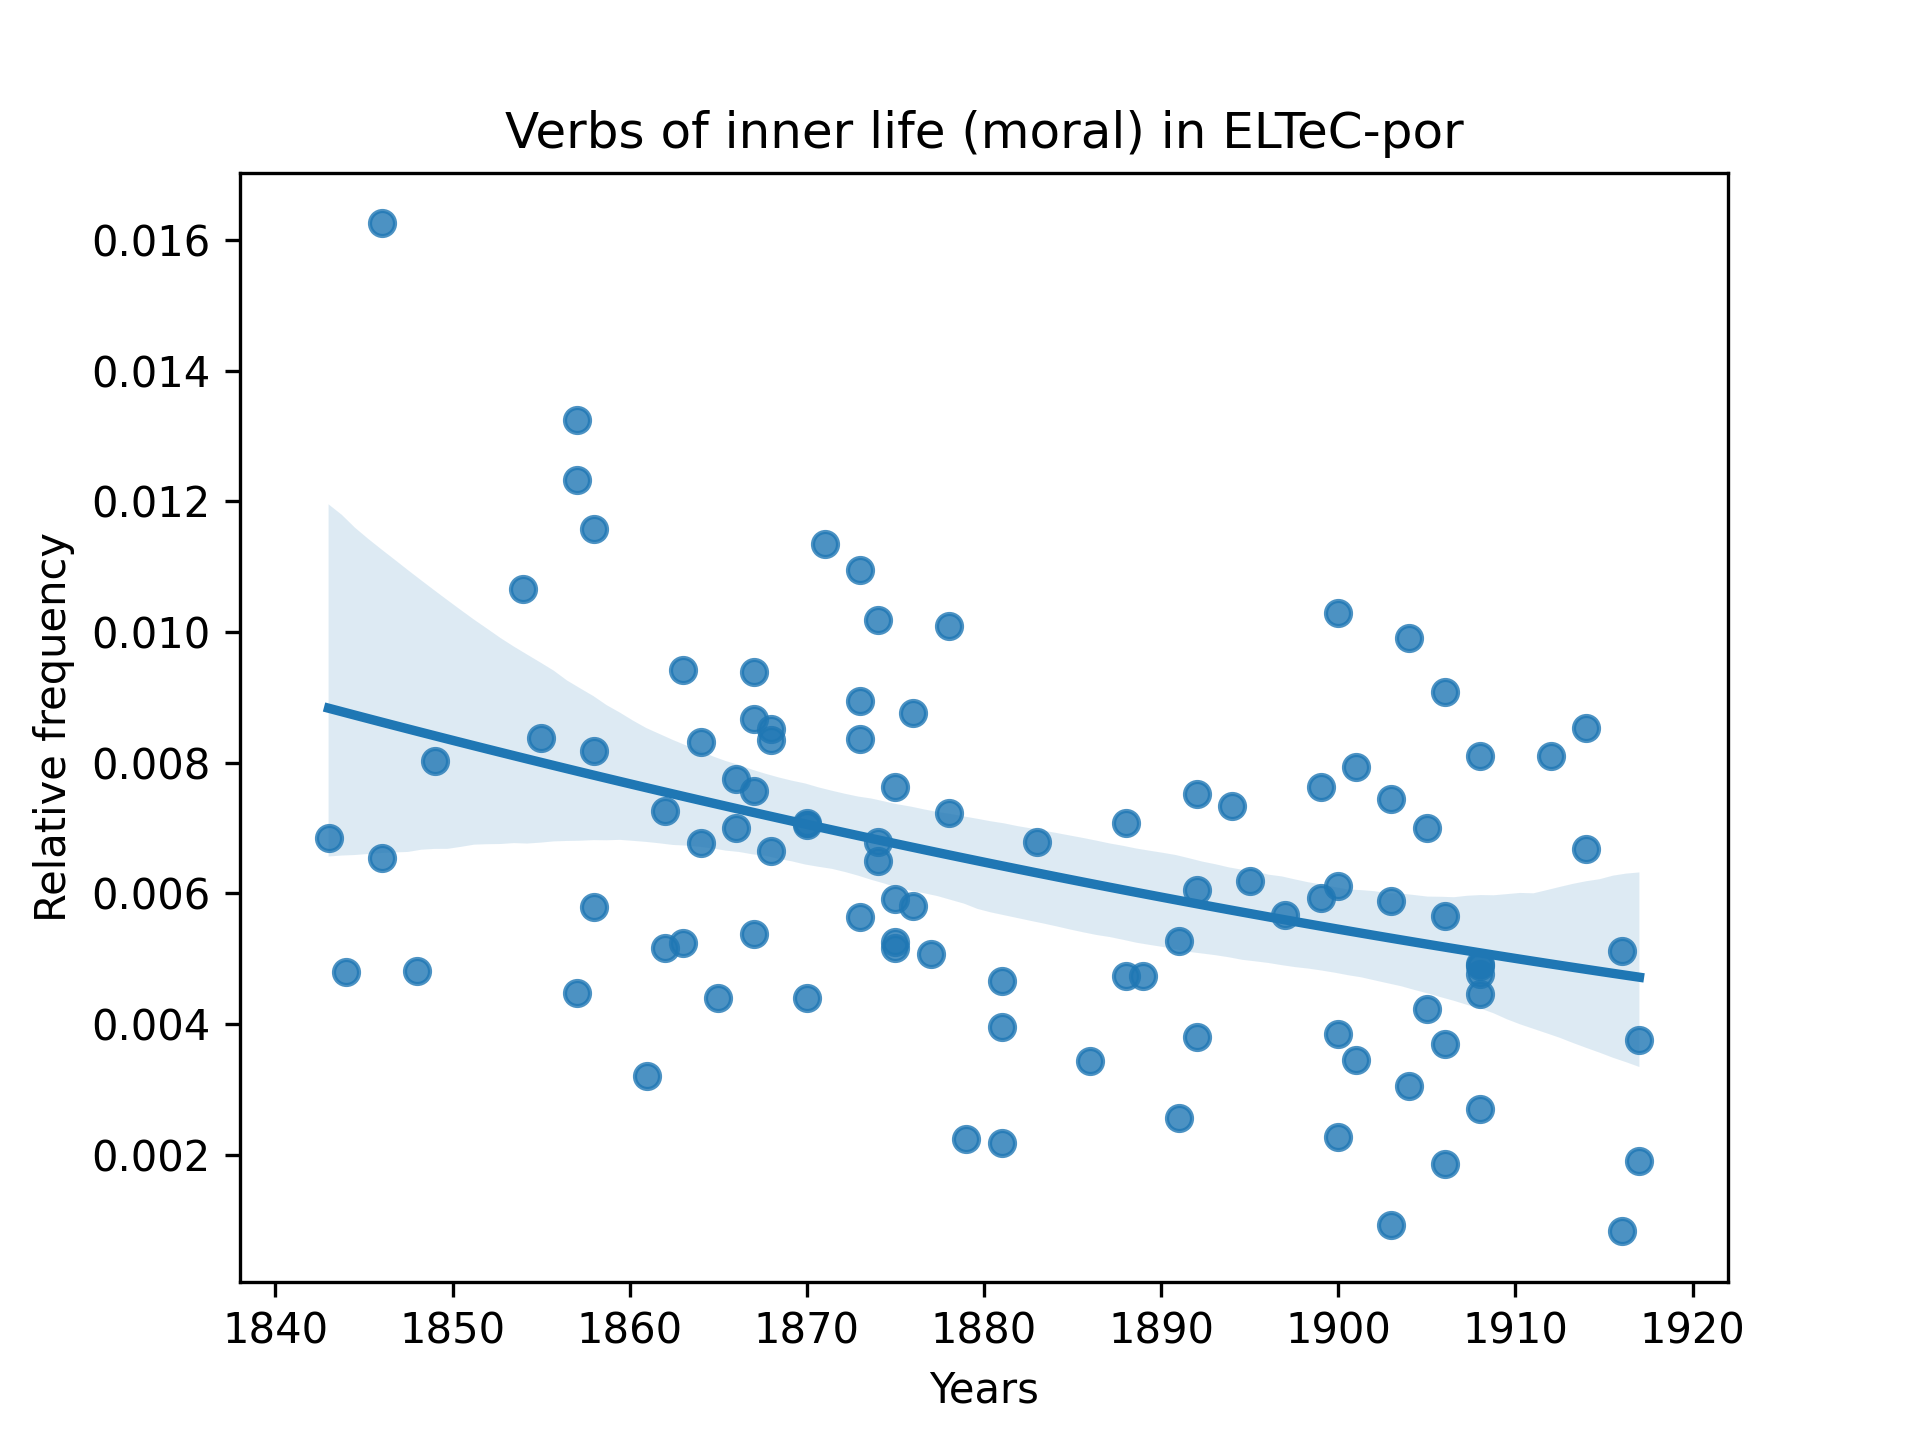 Verbs of inner life (moral) in ELTeC-por
Relative frequency
0.016
0.014
0.012
0.010
0.008
0.006
0.004
0.002
1840 1850 1860 1870 1880 1890 1900 1910 1920
Years